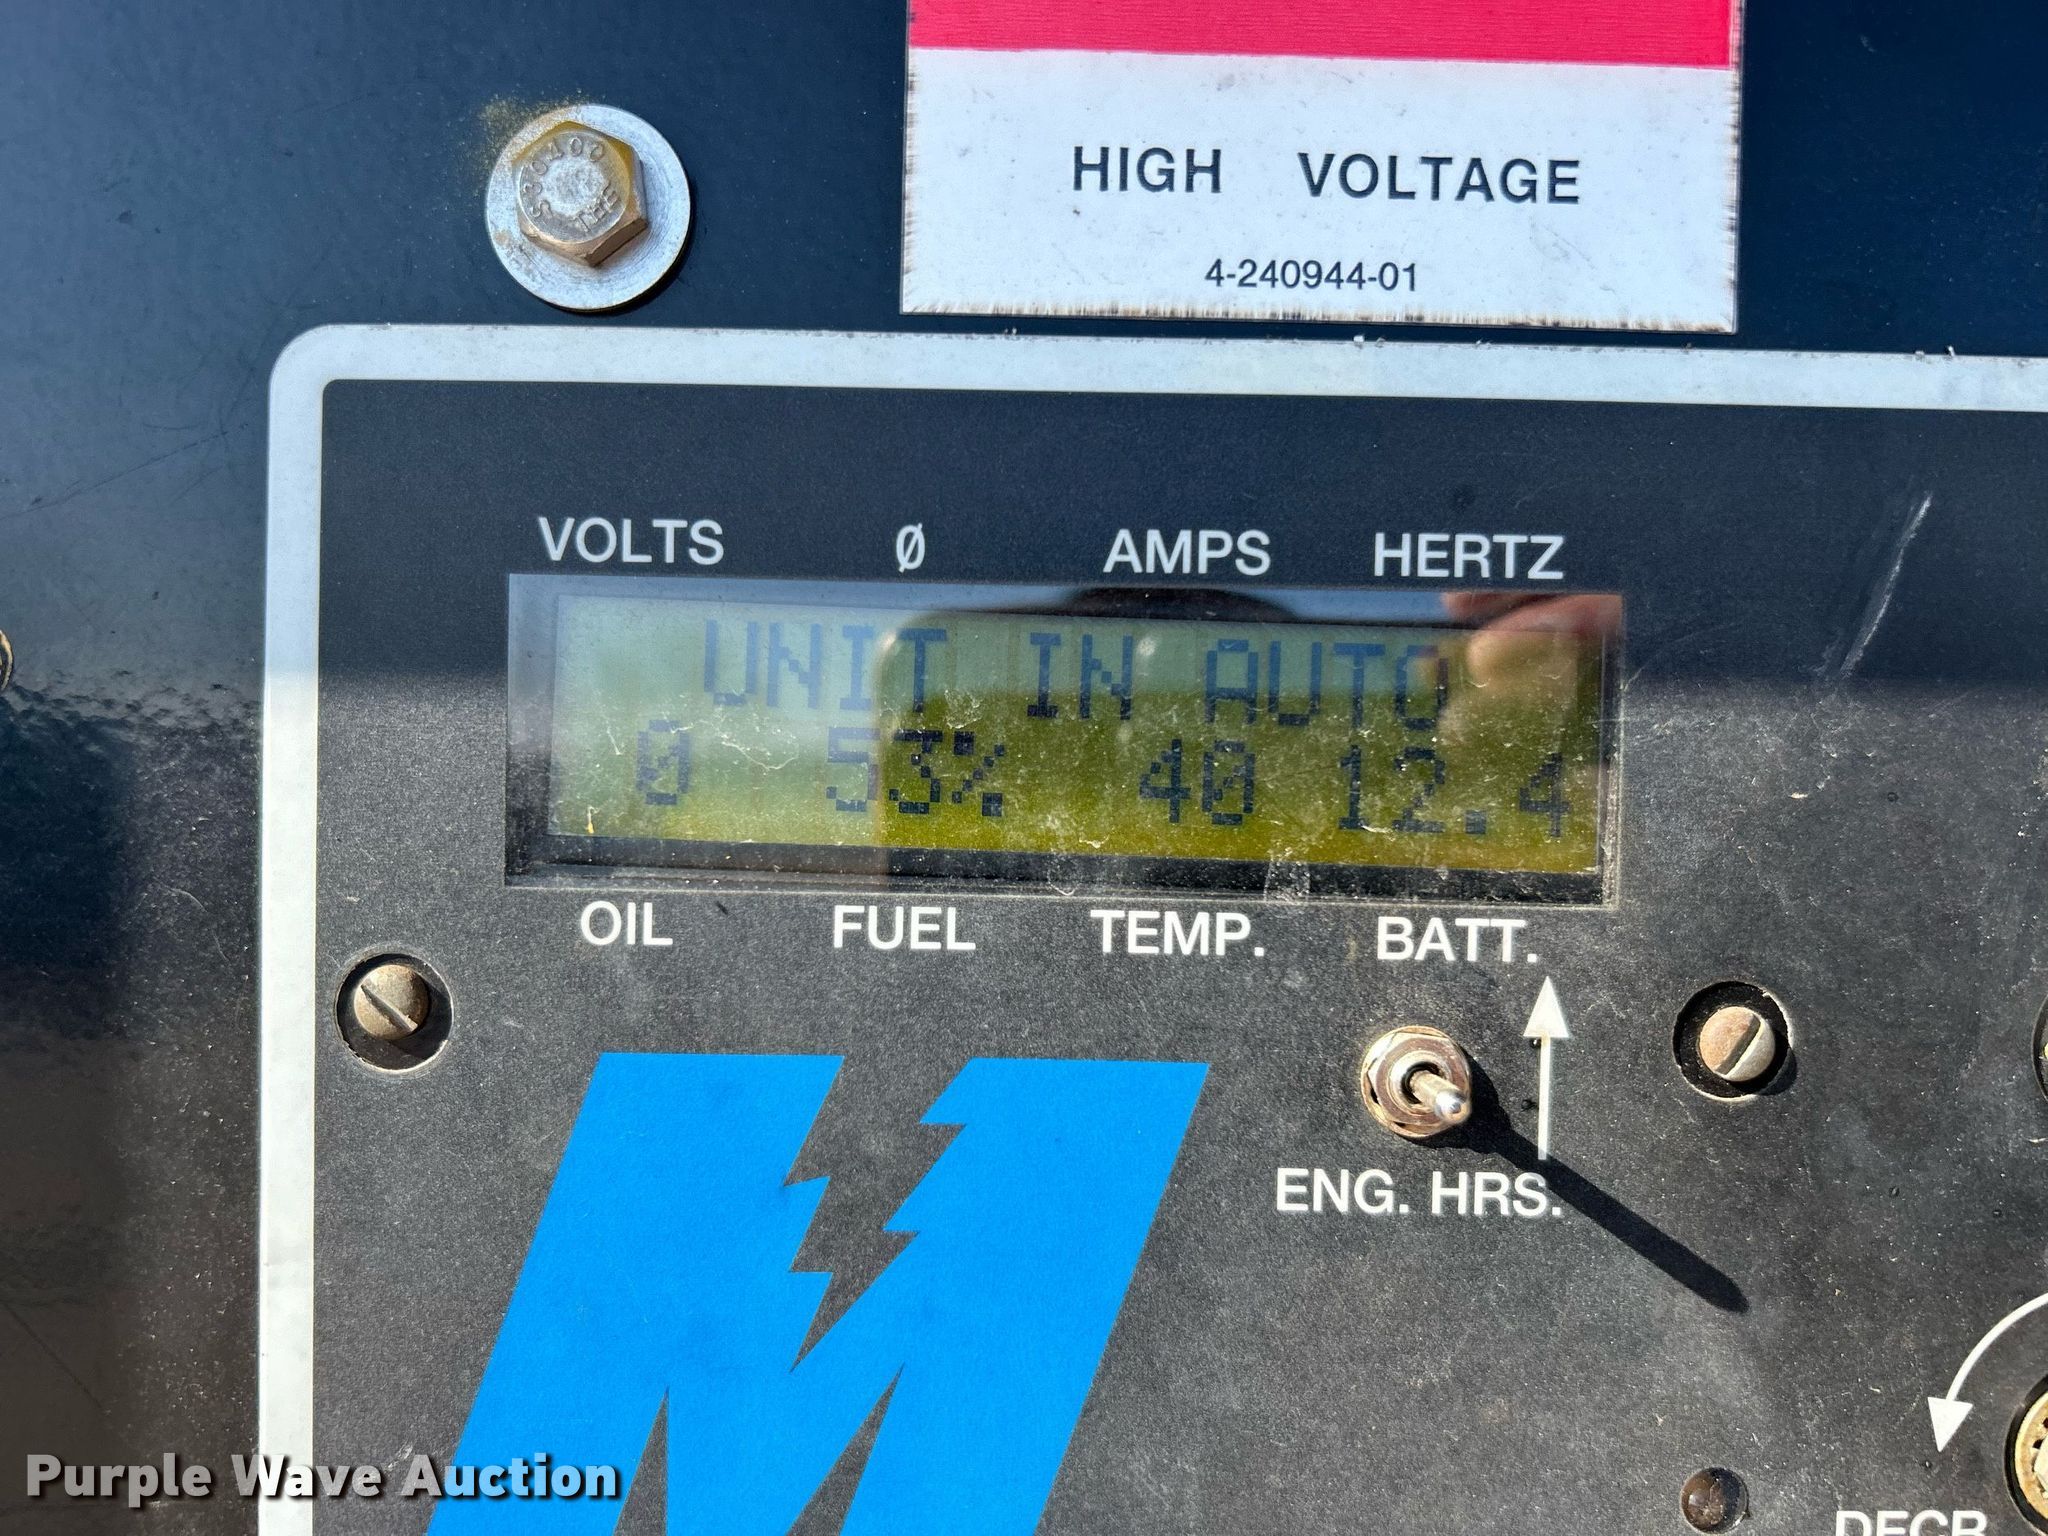 HIGH VOLTAGE
4-240944-01
VOLTS Ø AMPS HERTZ
UNIT IN AUTO
0 53% 40 12.4
OIL FUEL TEMP. BATT.
ENG. HRS.
DECR
Purple Wave Auction